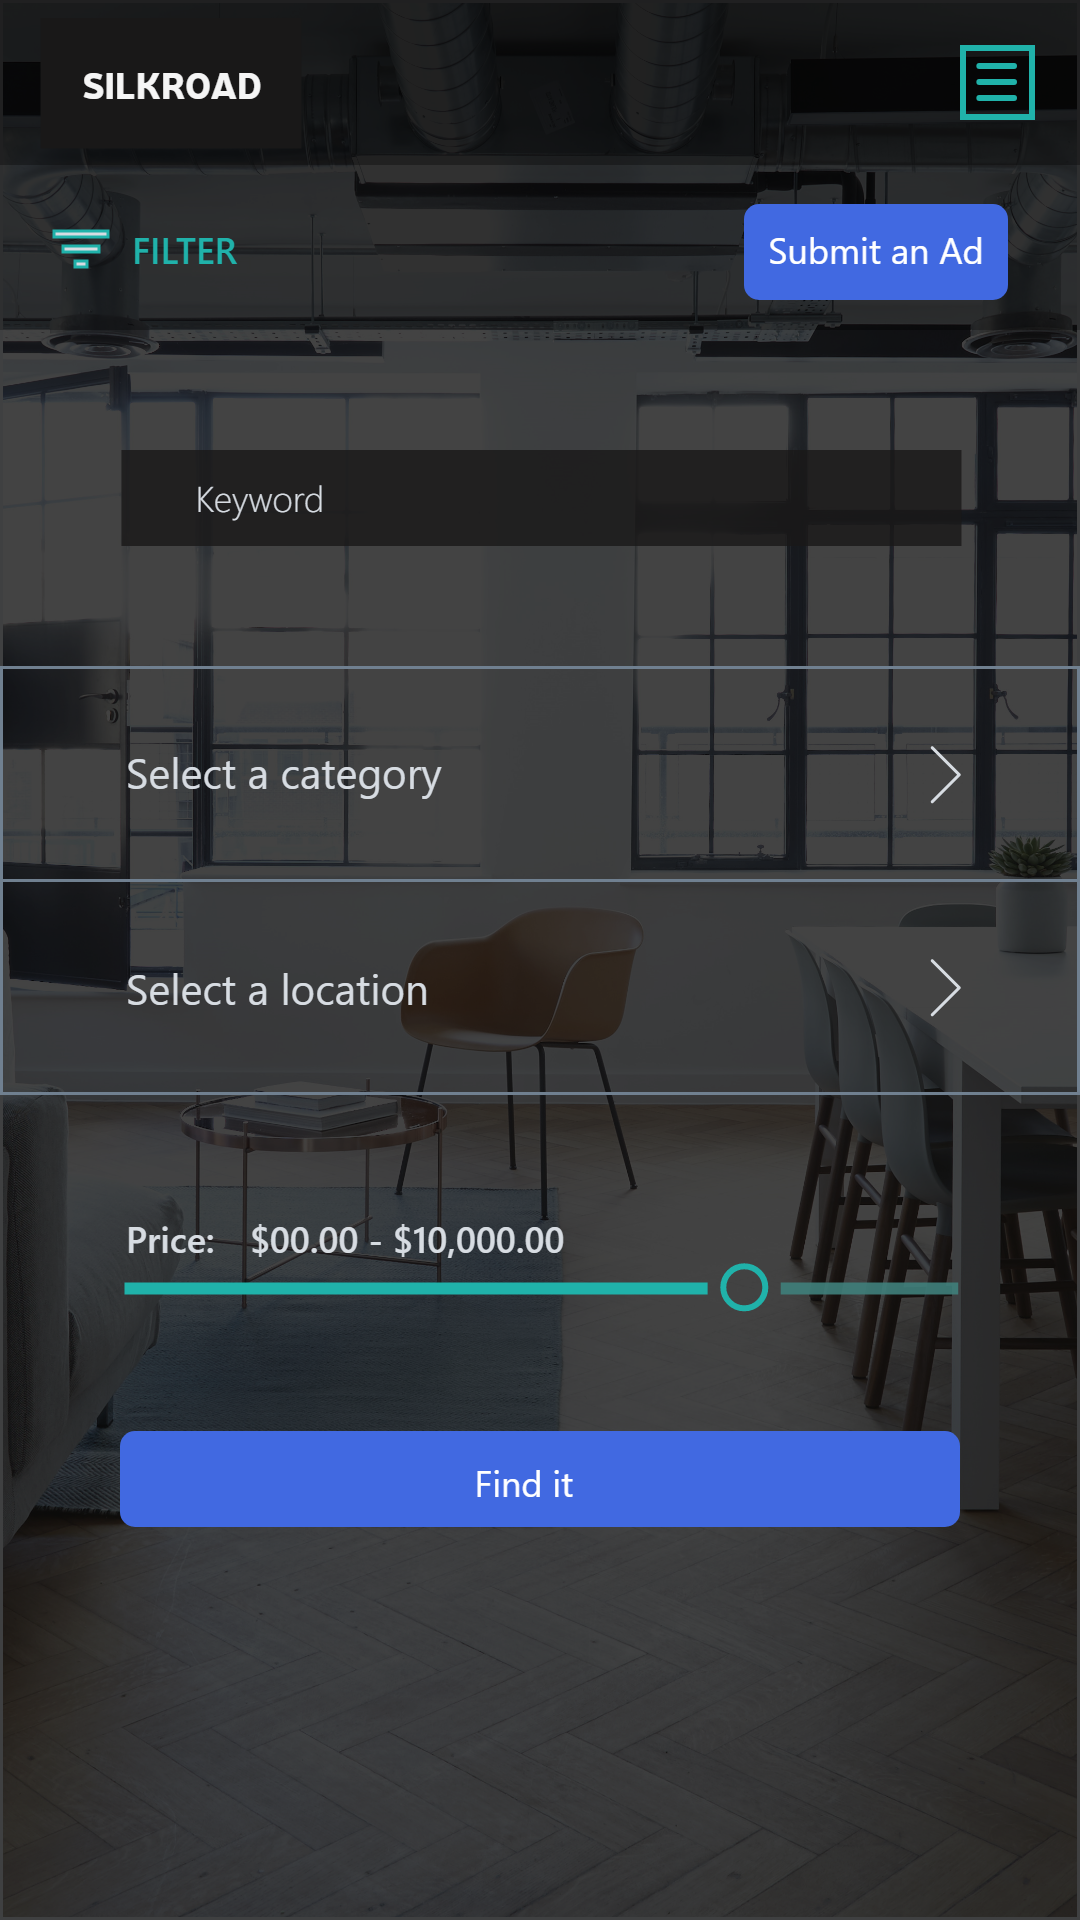 SILKROAD
FILTER
Submit an Ad
Keyword
Select a category
Select a location
Price: $00.00 - $10,000.00
Find it